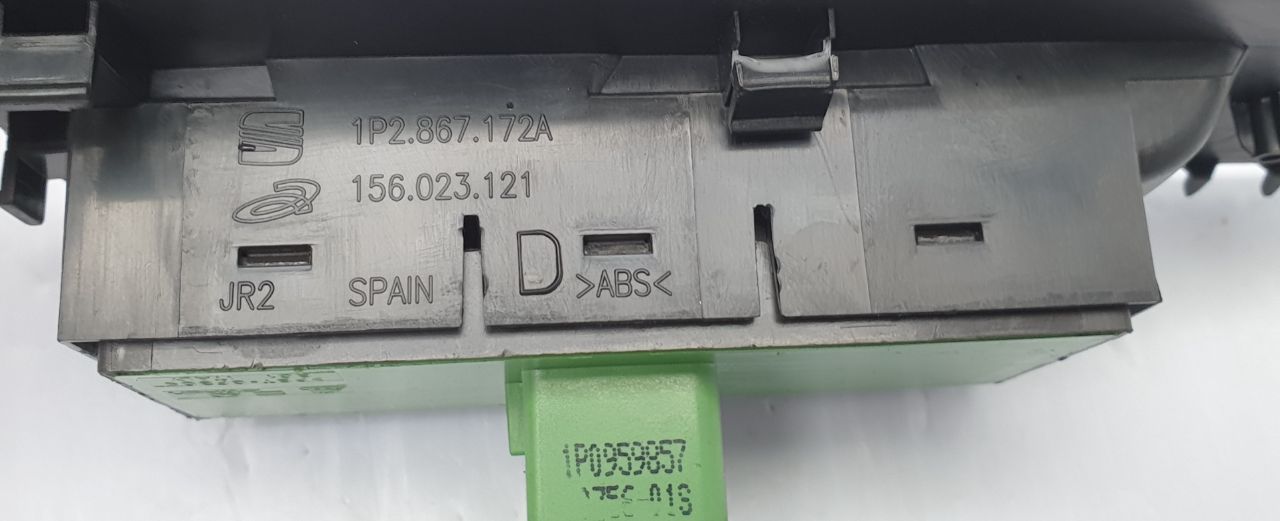 1P2.867.172A
156.023.121
JR2 SPAIN D >ABS<
1P0959857